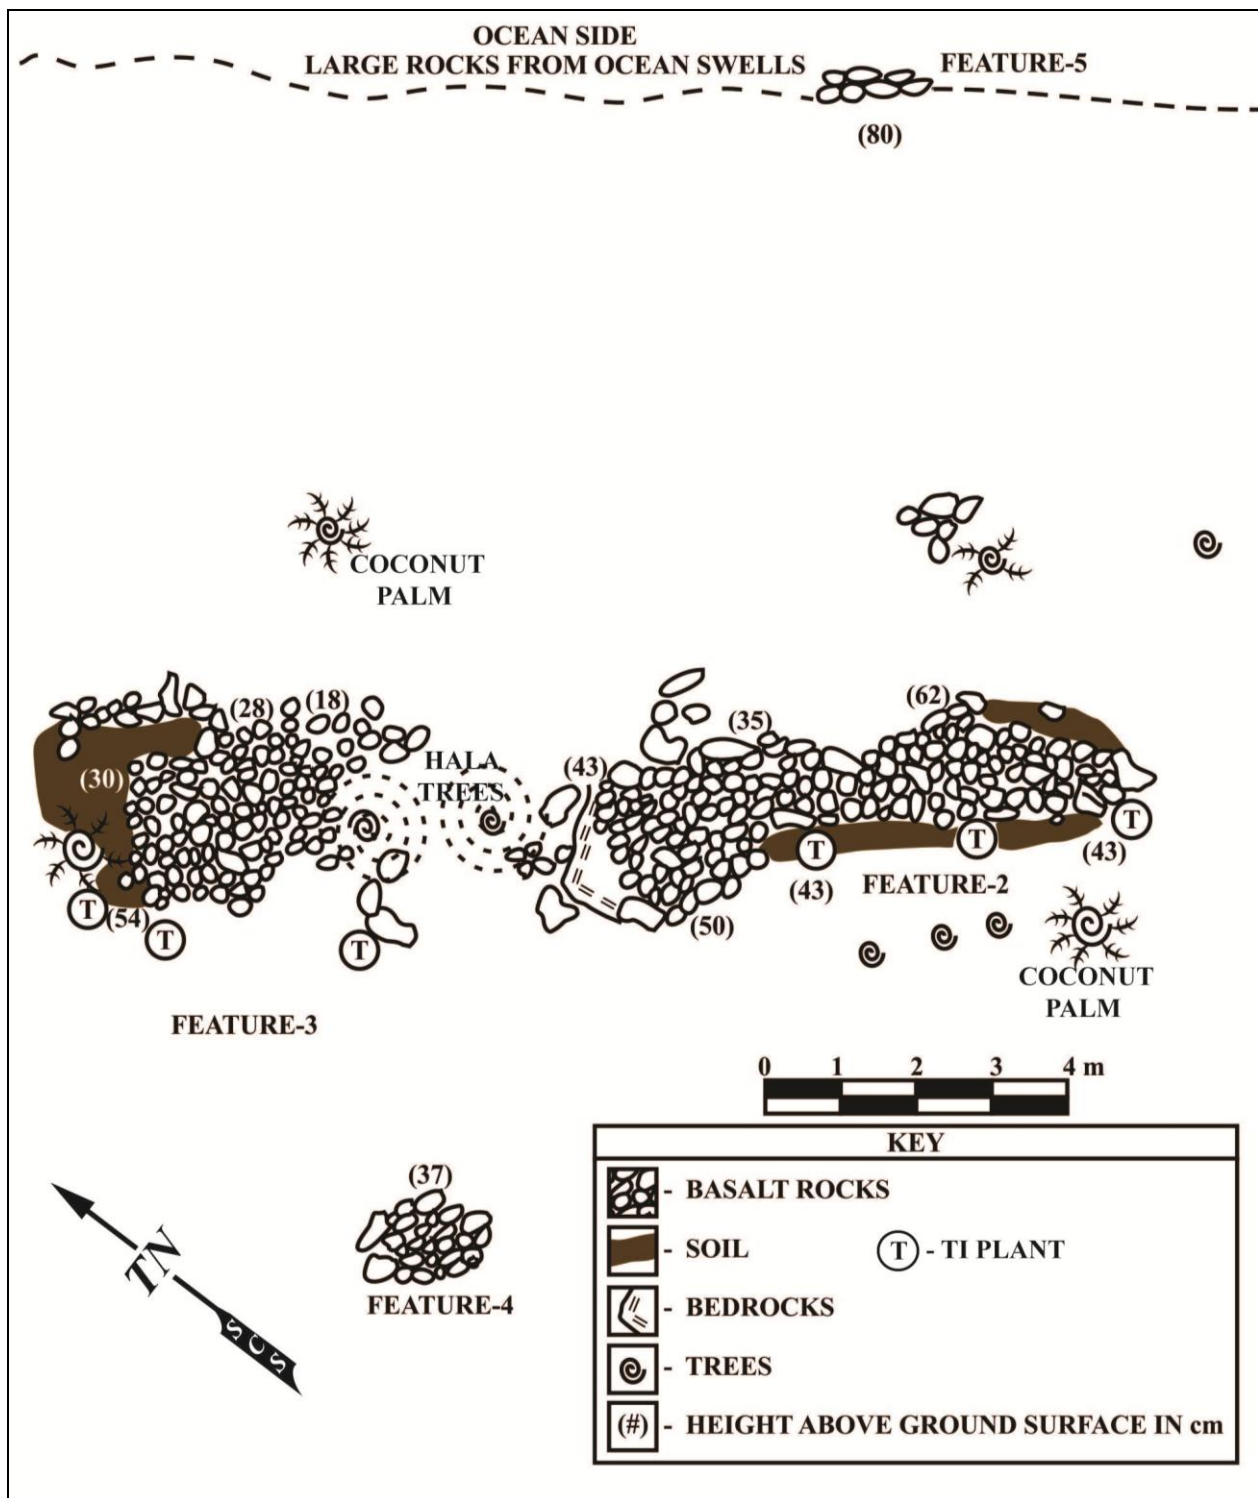 OCEAN SIDE
LARGE ROCKS FROM OCEAN SWELLS
FEATURE-5
(80)
COCONUT
PALM
(28)
(18)
(62)
(35)
(30)
HALA
TREES
(43)
T
T
T
(43)
(43)
FEATURE-2
T
(54)
T
T
(50)
COCONUT
PALM
FEATURE-3
0 1 2 3 4 m
KEY
BASALT ROCKS
- SOIL
T - TI PLANT
- BEDROCKS
- TREES
(#) - HEIGHT ABOVE GROUND SURFACE IN cm
(37)
FEATURE-4
TN
SCS